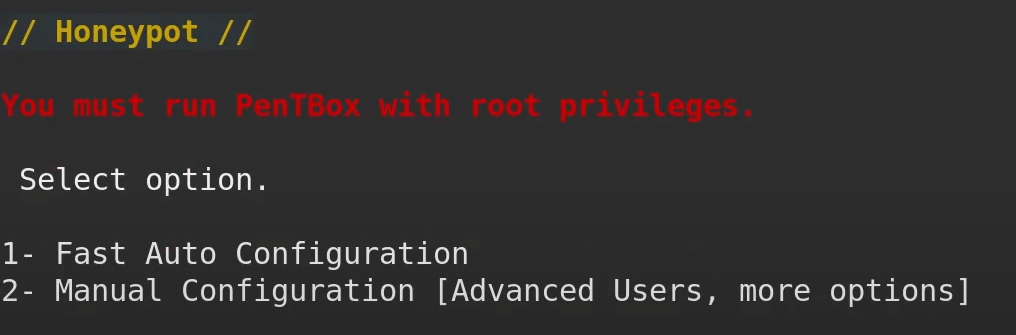 // Honeypot //
You must run PenTBox with root privileges.
Select option.
1- Fast Auto Configuration
2- Manual Configuration [Advanced Users, more options]